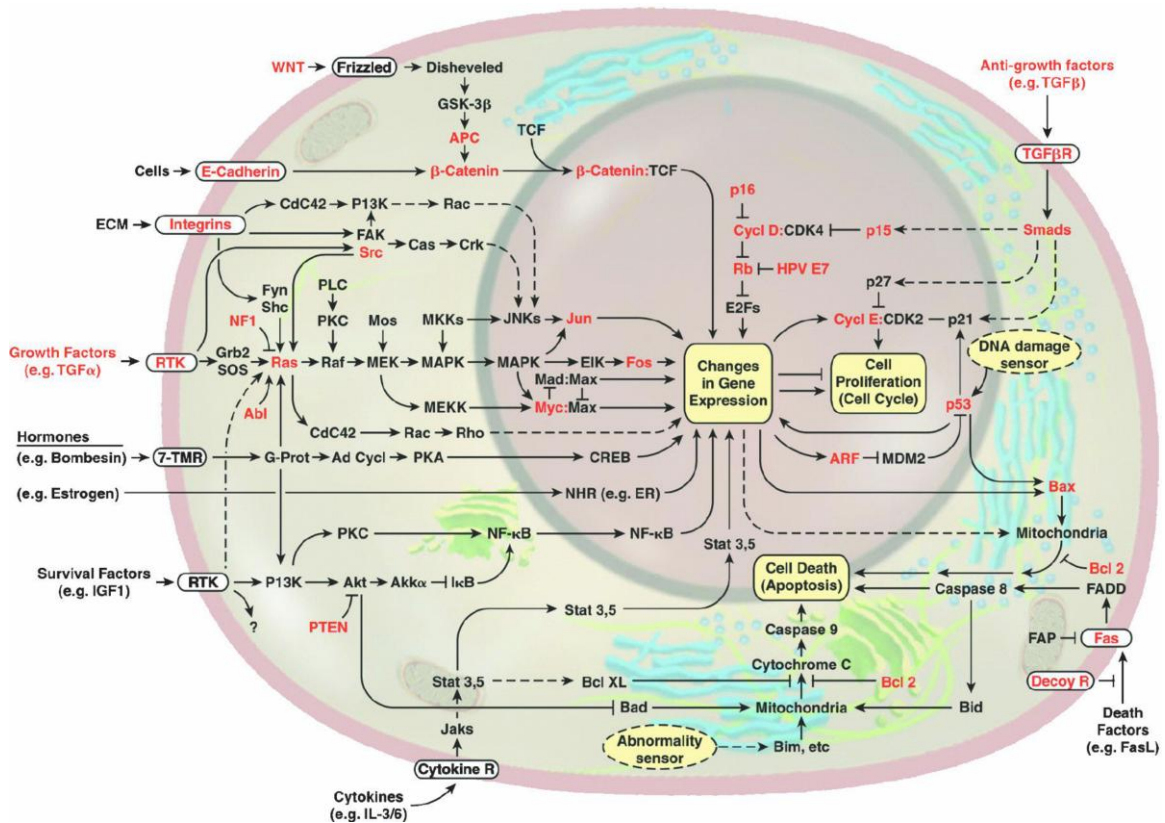 WNT
Frizzled
Disheveled
GSK-3β
APC
TCF
Anti-growth factors
(e.g. TGFβ)
TGFβR
Cells
E-Cadherin
β-Catenin
β-Catenin:TCF
p16
ECM
Integrins
CdC42
P13K
Rac
FAK
Src
Cas
Crk
Cycl D:CDK4
p15
Smads
Rb
HPV E7
E2Fs
p27
Fyn
Shc
PLC
NF1
PKC
Mos
MKKs
JNKs
Jun
Cycl E:CDK2
p21
Growth Factors
(e.g. TGFα)
RTK
Grb2
SOS
Ras
Raf
MEK
MAPK
MAPK
ElK
Fos
Changes
in Gene
Expression
Cell
Proliferation
(Cell Cycle)
DNA damage
sensor
Mad:Max
Abl
MEKK
Myc:Max
p53
CdC42
Rac
Rho
Hormones
(e.g. Bombesin)
7-TMR
G-Prot
Ad Cycl
PKA
CREB
ARF
MDM2
(e.g. Estrogen)
NHR (e.g. ER)
Bax
PKC
NF-κB
NF-κB
Stat 3,5
Mitochondria
Survival Factors
(e.g. IGF1)
RTK
P13K
Akt
Akkα
IκB
Cell Death
(Apoptosis)
Bcl 2
Caspase 8
FADD
?
PTEN
Stat 3,5
Caspase 9
FAP
Fas
Cytochrome C
Stat 3,5
Bcl XL
Bcl 2
Decoy R
Bad
Mitochondria
Bid
Death
Factors
(e.g. FasL)
Jaks
Abnormality
sensor
Bim, etc
Cytokine R
Cytokines
(e.g. IL-3/6)